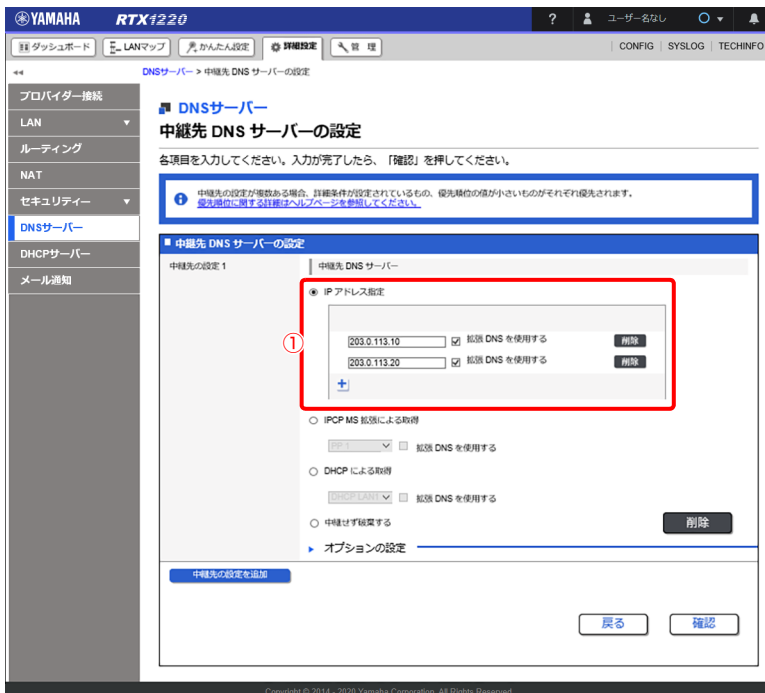 YAMAHA RTX1220 ? ユーザーなし
ダッシュボード LANマップ かんたん設定 詳細設定 管 理 CONFIG SYSLOG TECHINFO
DNSサーバー > 中継先 DNS サーバーの設定
プロバイダー接続
LAN
ルーティング
NAT
セキュリティー
DNSサーバー
DHCPサーバー
メール通知
DNSサーバー
中継先 DNS サーバーの設定
各項目を入力してください。入力が完了したら、「確認」を押してください。
中継先の設定が複数ある場合、詳細条件が設定されているもの、優先順位の値が小さいものがそれぞれ優先されます。
優先順位に関する詳細はヘルプページを参照してください。
■ 中継先 DNS サーバーの設定
中継先の設定 1 中継先 DNS サーバー
IP アドレス指定
①
203.0.113.10 拡張 DNS を使用する 削除
203.0.113.20 拡張 DNS を使用する 削除
+
IPCP MS 拡張による取得
PP 1 拡張 DNS を使用する
DHCP による取得
DHCP LAN1 拡張 DNS を使用する
中継せず破棄する 削除
オプションの設定
中継先の設定を追加
戻る 確認
Copyright © 2014 - 2020 Yamaha Corporation. All Rights Reserved.